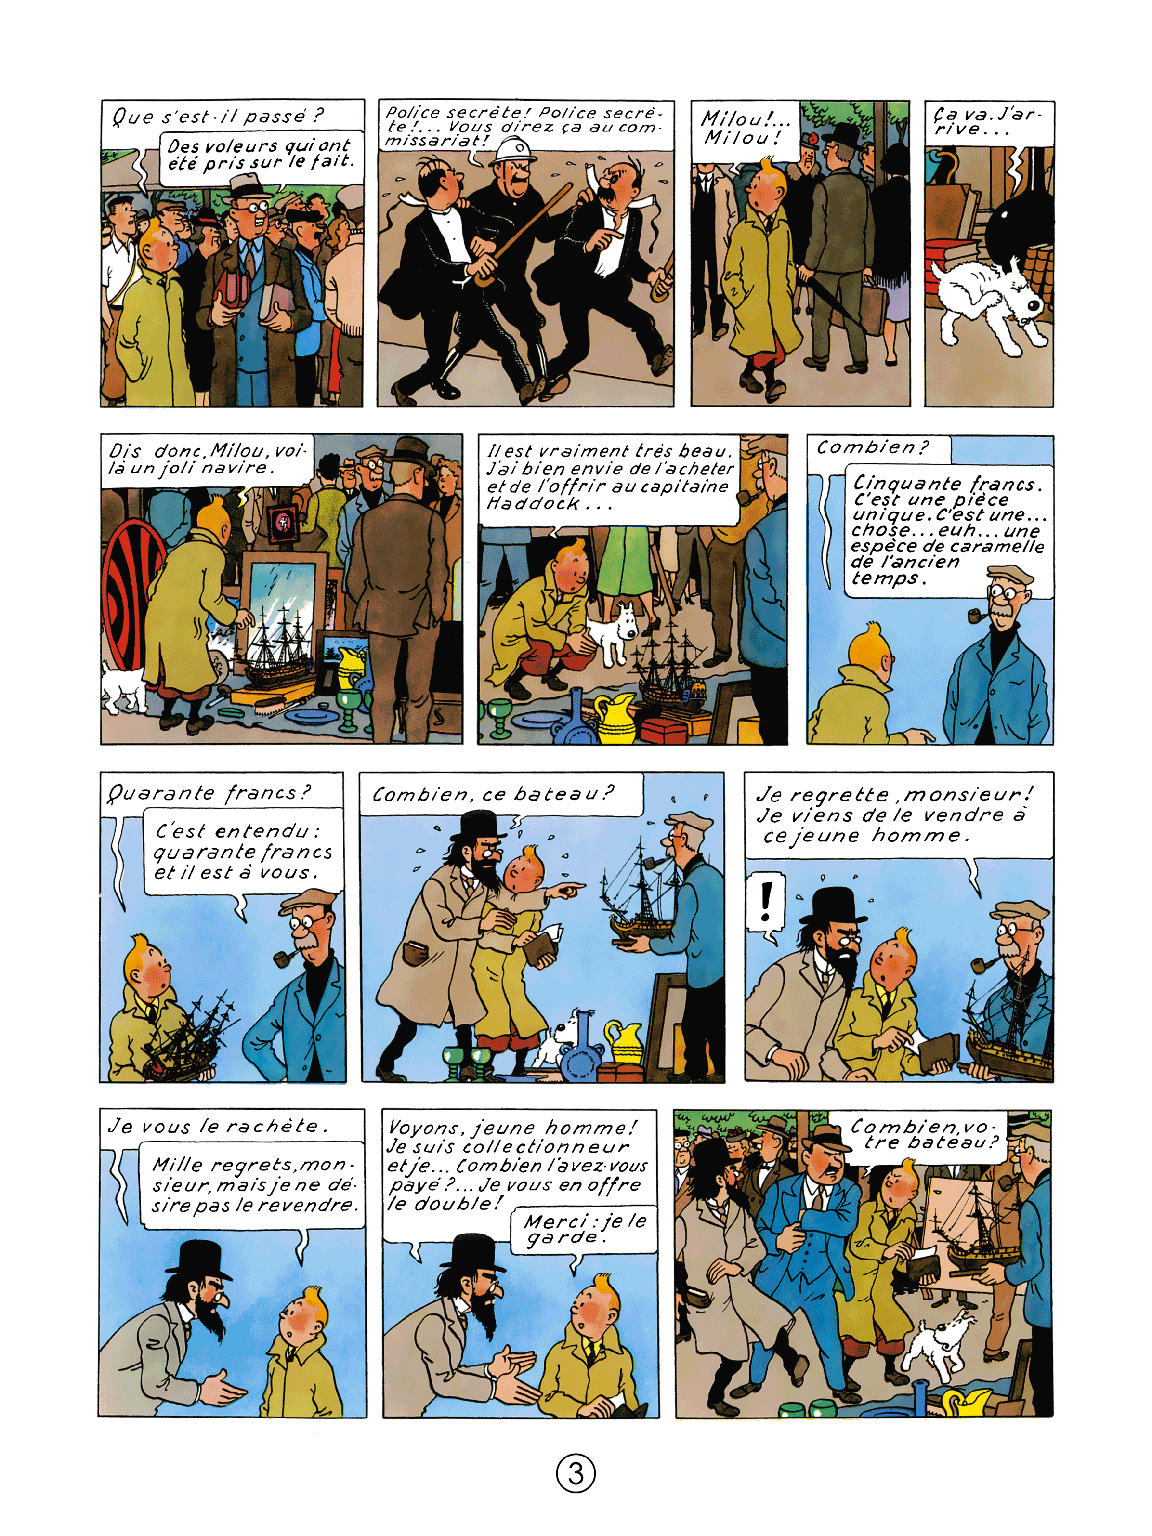 Que s'est-il passé ?
Des voleurs qui ont
été pris sur le fait.
Police secrète! Police secrè-
te!... Vous direz ça au com-
missariat!
Milou!...
Milou!
Ça va. J'ar-
rive...
Dis donc, Milou, voi-
là un joli navire.
Il est vraiment très beau.
J'ai bien envie de l'acheter
et de l'offrir au capitaine
Haddock...
Combien?
Cinquante francs.
C'est une pièce
unique. C'est une...
chose... euh... une
espèce de caramelle
de l'ancien
temps.
Quarante francs?
C'est entendu:
quarante francs
et il est à vous.
Combien, ce bateau?
Je regrette, monsieur!
Je viens de le vendre à
ce jeune homme.
!
Je vous le rachète.
Mille regrets, mon-
sieur, mais je ne dé-
sire pas le revendre.
Voyons, jeune homme!
Je suis collectionneur
et je... Combien l'avez-vous
payé?... Je vous en offre
le double!
Merci: je le
garde.
Combien, vo-
tre bateau?
3